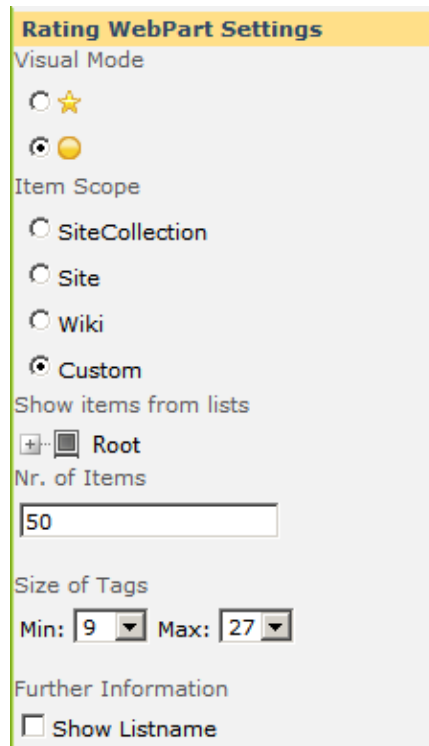 Rating WebPart Settings
Visual Mode
Item Scope
SiteCollection
Site
Wiki
Custom
Show items from lists
Root
Nr. of Items
50
Size of Tags
Min: 9 Max: 27
Further Information
Show Listname